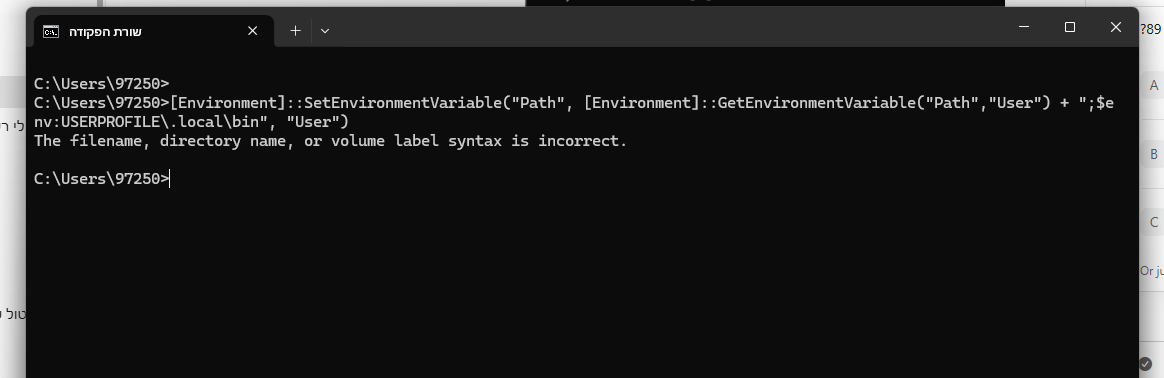 שורת הפקודה
C:\Users\97250>
C:\Users\97250>[Environment]::SetEnvironmentVariable("Path", [Environment]::GetEnvironmentVariable("Path","User") + ";$e
nv:USERPROFILE\.local\bin", "User")
The filename, directory name, or volume label syntax is incorrect.
C:\Users\97250>
?89
A
B
C
Or ju